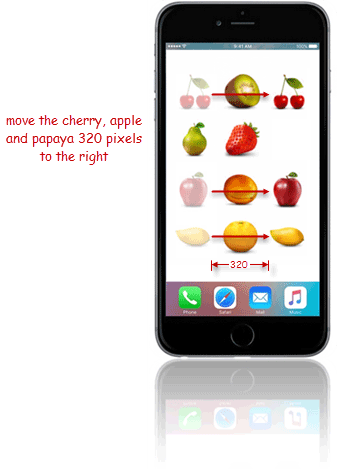 9:41 AM
100%
move the cherry, apple
and papaya 320 pixels
to the right
320
Phone
Safari
Mail
Music